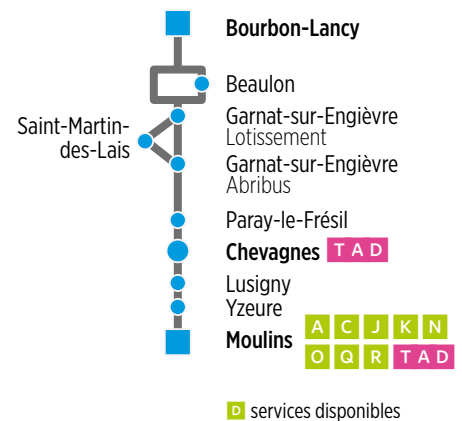 Bourbon-Lancy
Beaulon
Garnat-sur-Engièvre
Lotissement
Saint-Martin-
des-Lais
Garnat-sur-Engièvre
Abribus
Paray-le-Frésil
Chevagnes TAD
Lusigny
Yzeure
Moulins A C J K N
O Q R TAD
D services disponibles